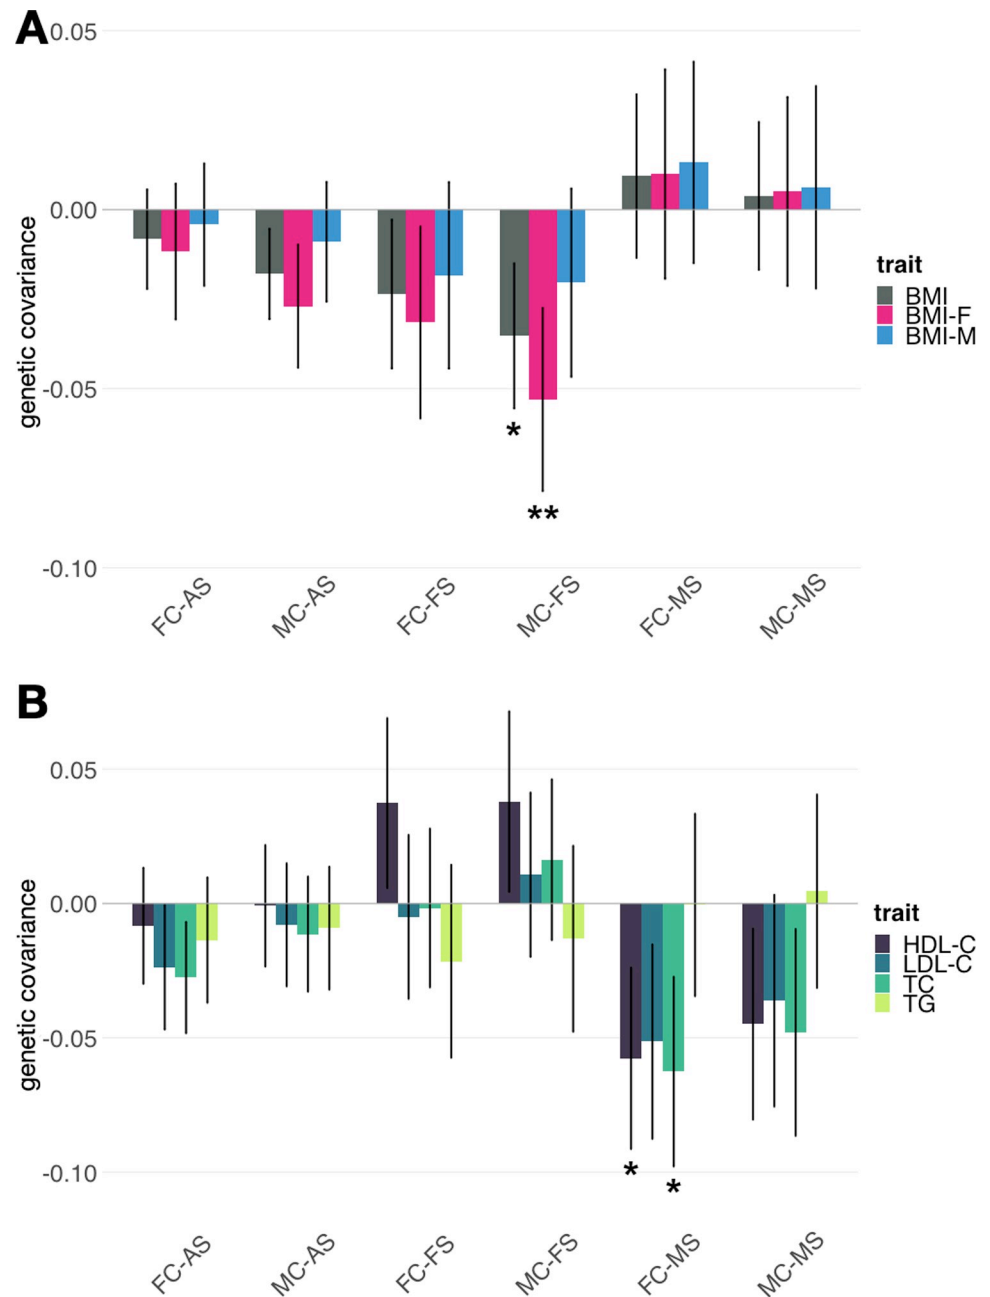 A
0.05
0.00
-0.05
-0.10
genetic covariance
*
**
FC-AS
MC-AS
FC-FS
MC-FS
FC-MS
MC-MS
trait
BMI
BMI-F
BMI-M
B
0.05
0.00
-0.05
-0.10
genetic covariance
*
*
FC-AS
MC-AS
FC-FS
MC-FS
FC-MS
MC-MS
trait
HDL-C
LDL-C
TC
TG